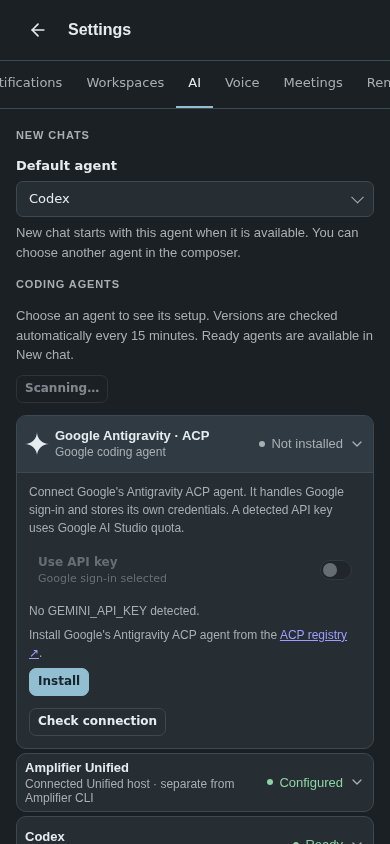 Settings
tifications Workspaces AI Voice Meetings Ren
NEW CHATS
Default agent
Codex
New chat starts with this agent when it is available. You can
choose another agent in the composer.
CODING AGENTS
Choose an agent to see its setup. Versions are checked
automatically every 15 minutes. Ready agents are available in
New chat.
Scanning...
Google Antigravity · ACP
Google coding agent
Not installed
Connect Google's Antigravity ACP agent. It handles Google
sign-in and stores its own credentials. A detected API key
uses Google AI Studio quota.
Use API key
Google sign-in selected
No GEMINI_API_KEY detected.
Install Google's Antigravity ACP agent from the ACP registry
↗.
Install
Check connection
Amplifier Unified
Connected Unified host · separate from
Amplifier CLI
Configured
Codex
Ready